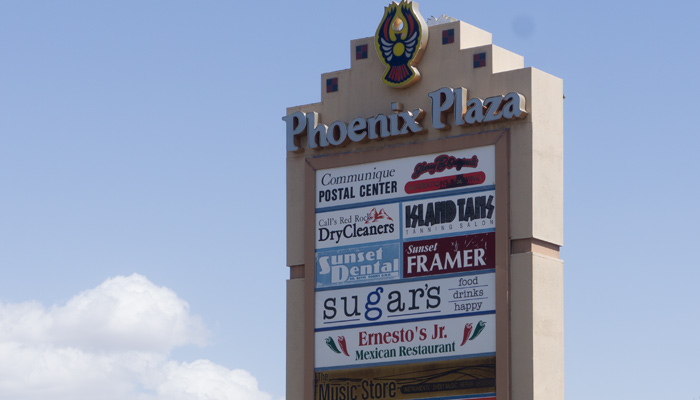 Phoenix Plaza
Communique
POSTAL CENTER
Call's Red Rock
DryCleaners
ISLAND TANS
TANNING SALON
Sunset
Dental
Sunset
FRAMER
sugar's
food
drinks
happy
Ernesto's Jr.
Mexican Restaurant
The
Music Store